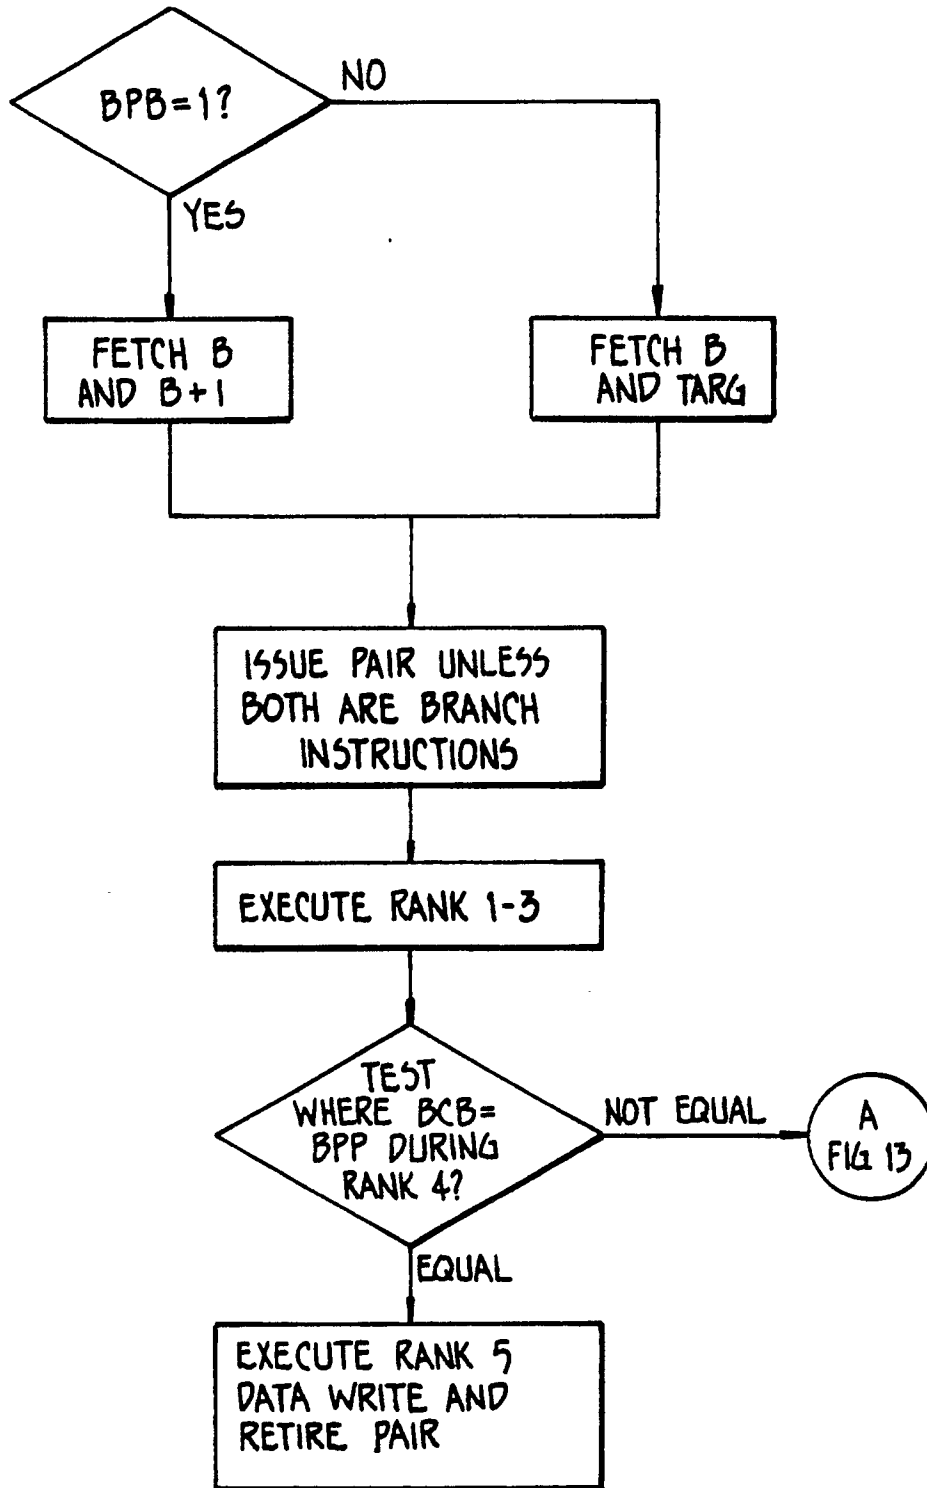 BPB=1?
NO
YES
FETCH B
AND B+1
FETCH B
AND TARG
ISSUE PAIR UNLESS
BOTH ARE BRANCH
INSTRUCTIONS
EXECUTE RANK 1-3
TEST
WHERE BCB=
BPP DURING
RANK 4?
NOT EQUAL
A
FIG 13
EQUAL
EXECUTE RANK 5
DATA WRITE AND
RETIRE PAIR